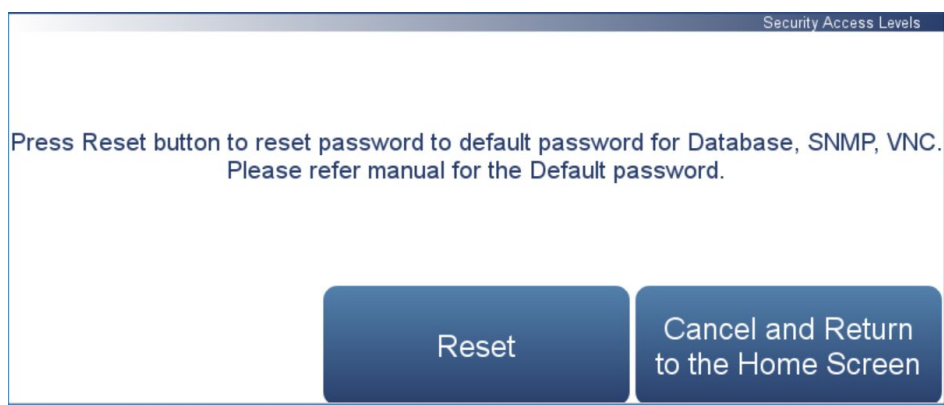 Security Access Levels
Press Reset button to reset password to default password for Database, SNMP, VNC.
Please refer manual for the Default password.
Reset
Cancel and Return
to the Home Screen